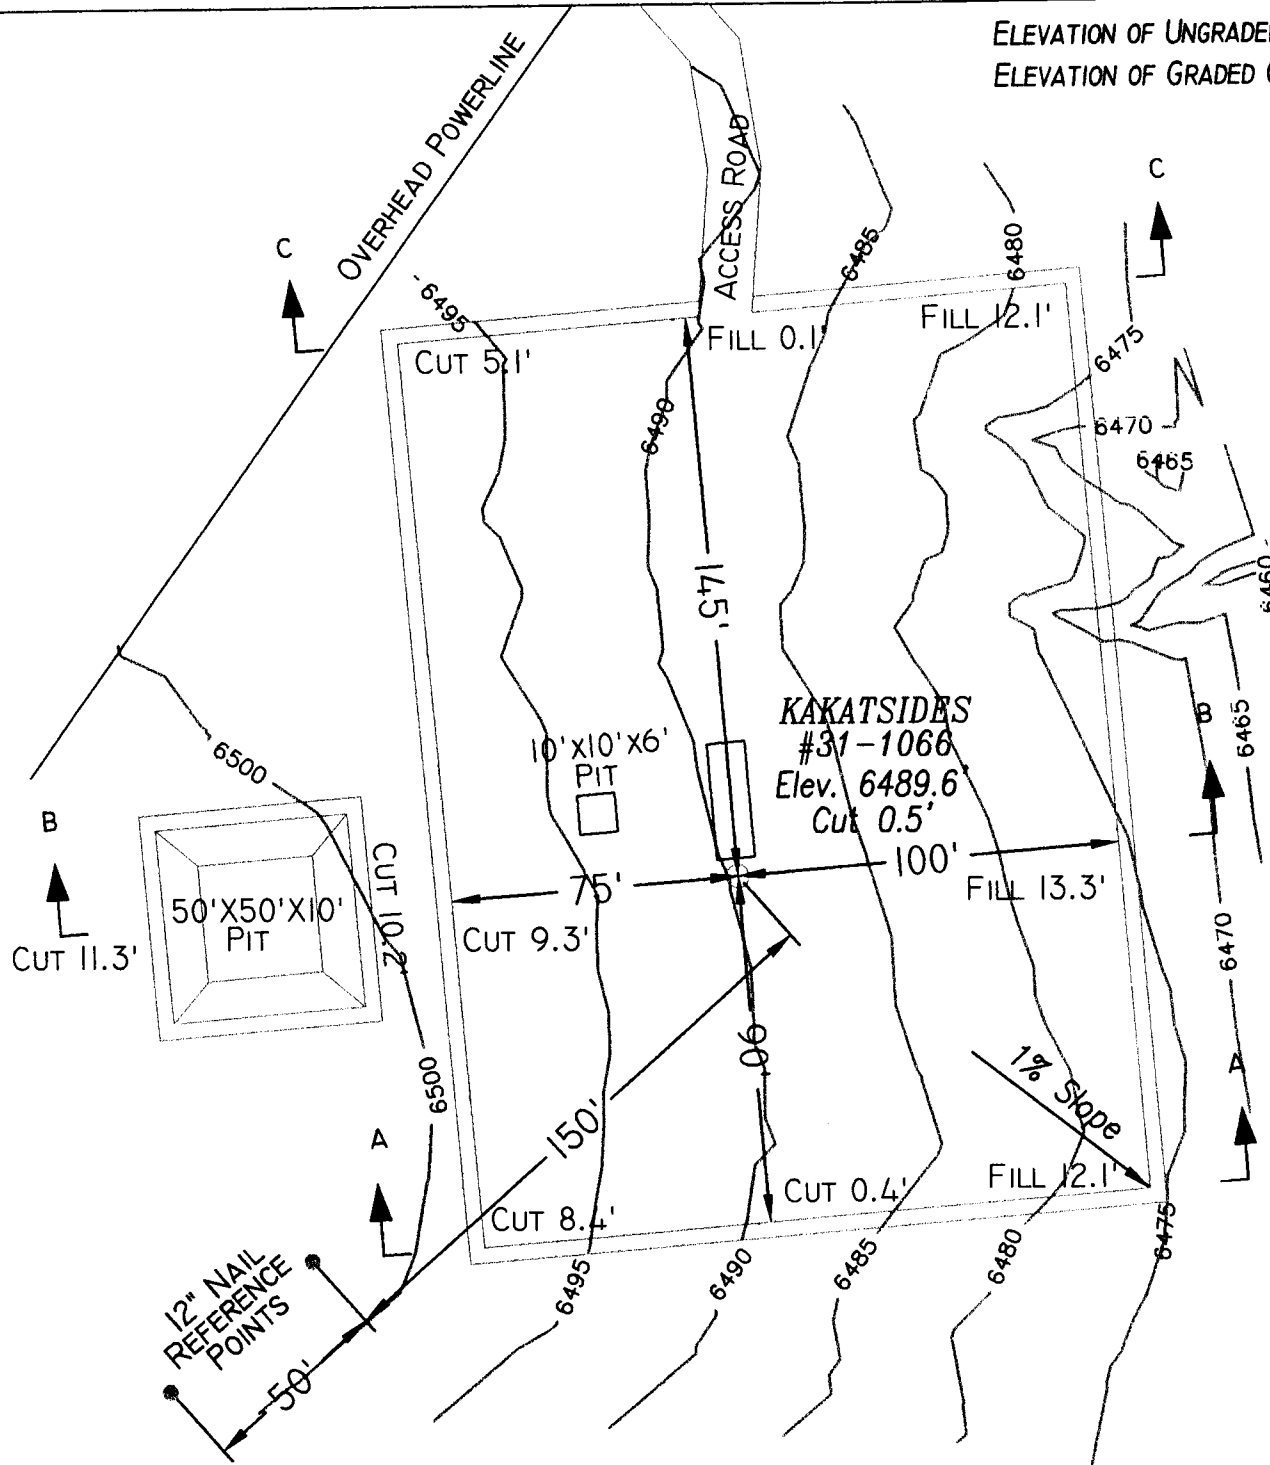 ELEVATION OF UNGRADED
ELEVATION OF GRADED
OVERHEAD POWERLINE
ACCESS ROAD
C
C
6495
6485
6480
6475
CUT 5.1'
FILL 0.1'
FILL 12.1'
N
6490
6470
6465
145'
6460
KAKATSIDES
#31-1066
Elev. 6489.6'
Cut 0.5'
10'X10'X6'
PIT
6500
B
B
6465
50'X50'X10'
PIT
CUT 10.2'
CUT 11.3'
75'
100'
CUT 9.3'
FILL 13.3'
6470
90'
1% Slope
6500
150'
A
A
CUT 8.4'
CUT 0.4'
FILL 12.1'
12" NAIL
REFERENCE
POINTS
50'
6495
6490
6485
6480
6475